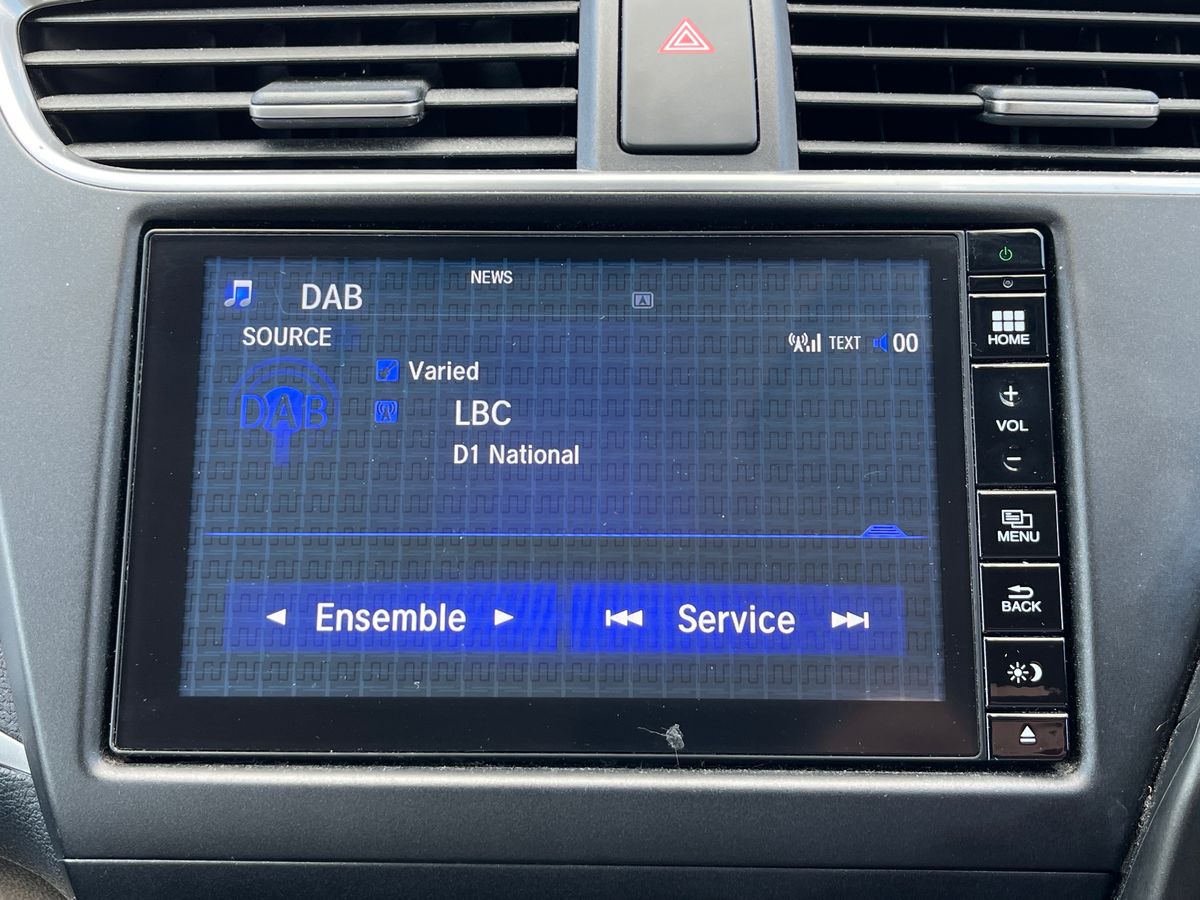 NEWS
DAB
SOURCE
TEXT 00
DAB
Varied
LBC
D1 National
Ensemble
Service
HOME
+
VOL
−
MENU
BACK